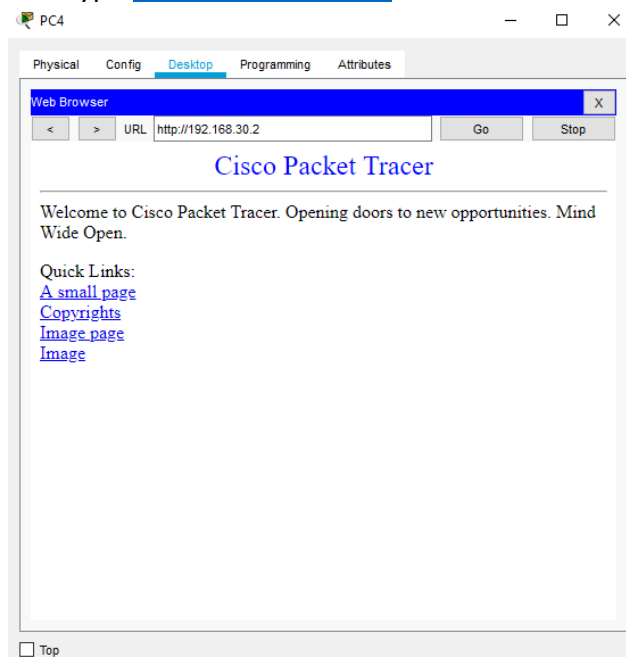 PC4
Physical Config Desktop Programming Attributes
Web Browser X
< > URL http://192.168.30.2 Go Stop
Cisco Packet Tracer
Welcome to Cisco Packet Tracer. Opening doors to new opportunities. Mind
Wide Open.
Quick Links:
A small page
Copyrights
Image page
Image
Top